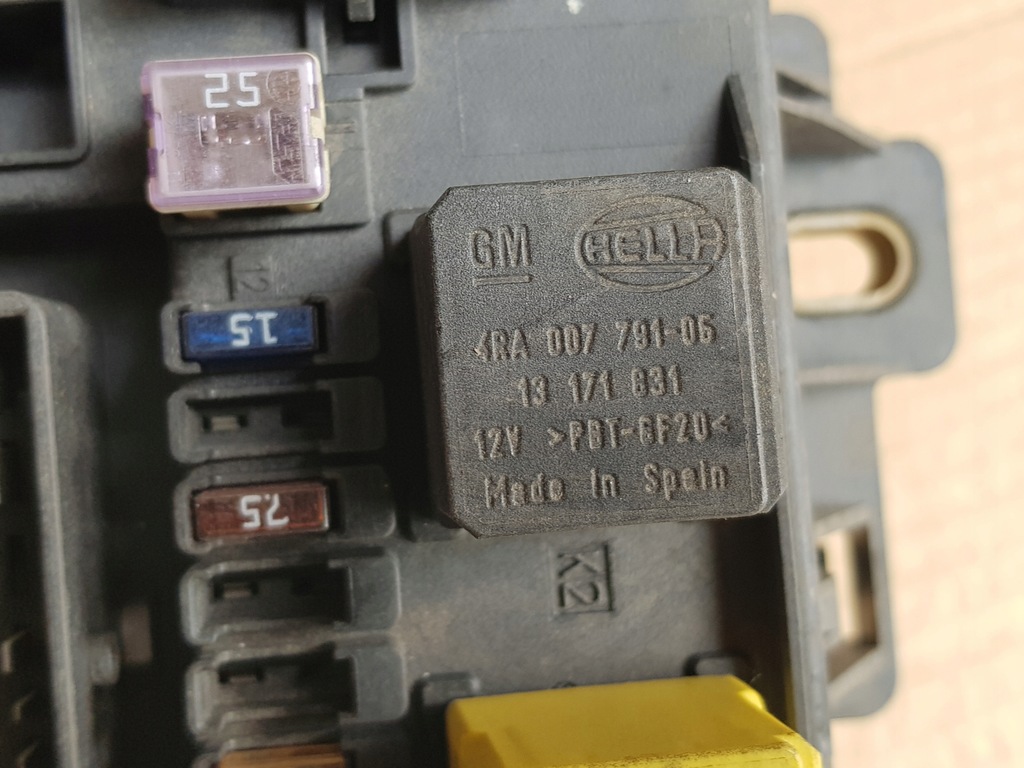 25
12
15
GM HELLA
4RA 007 791-05
13 171 831
12V >PBT-GF20<
Made in Spain
7.5
K2